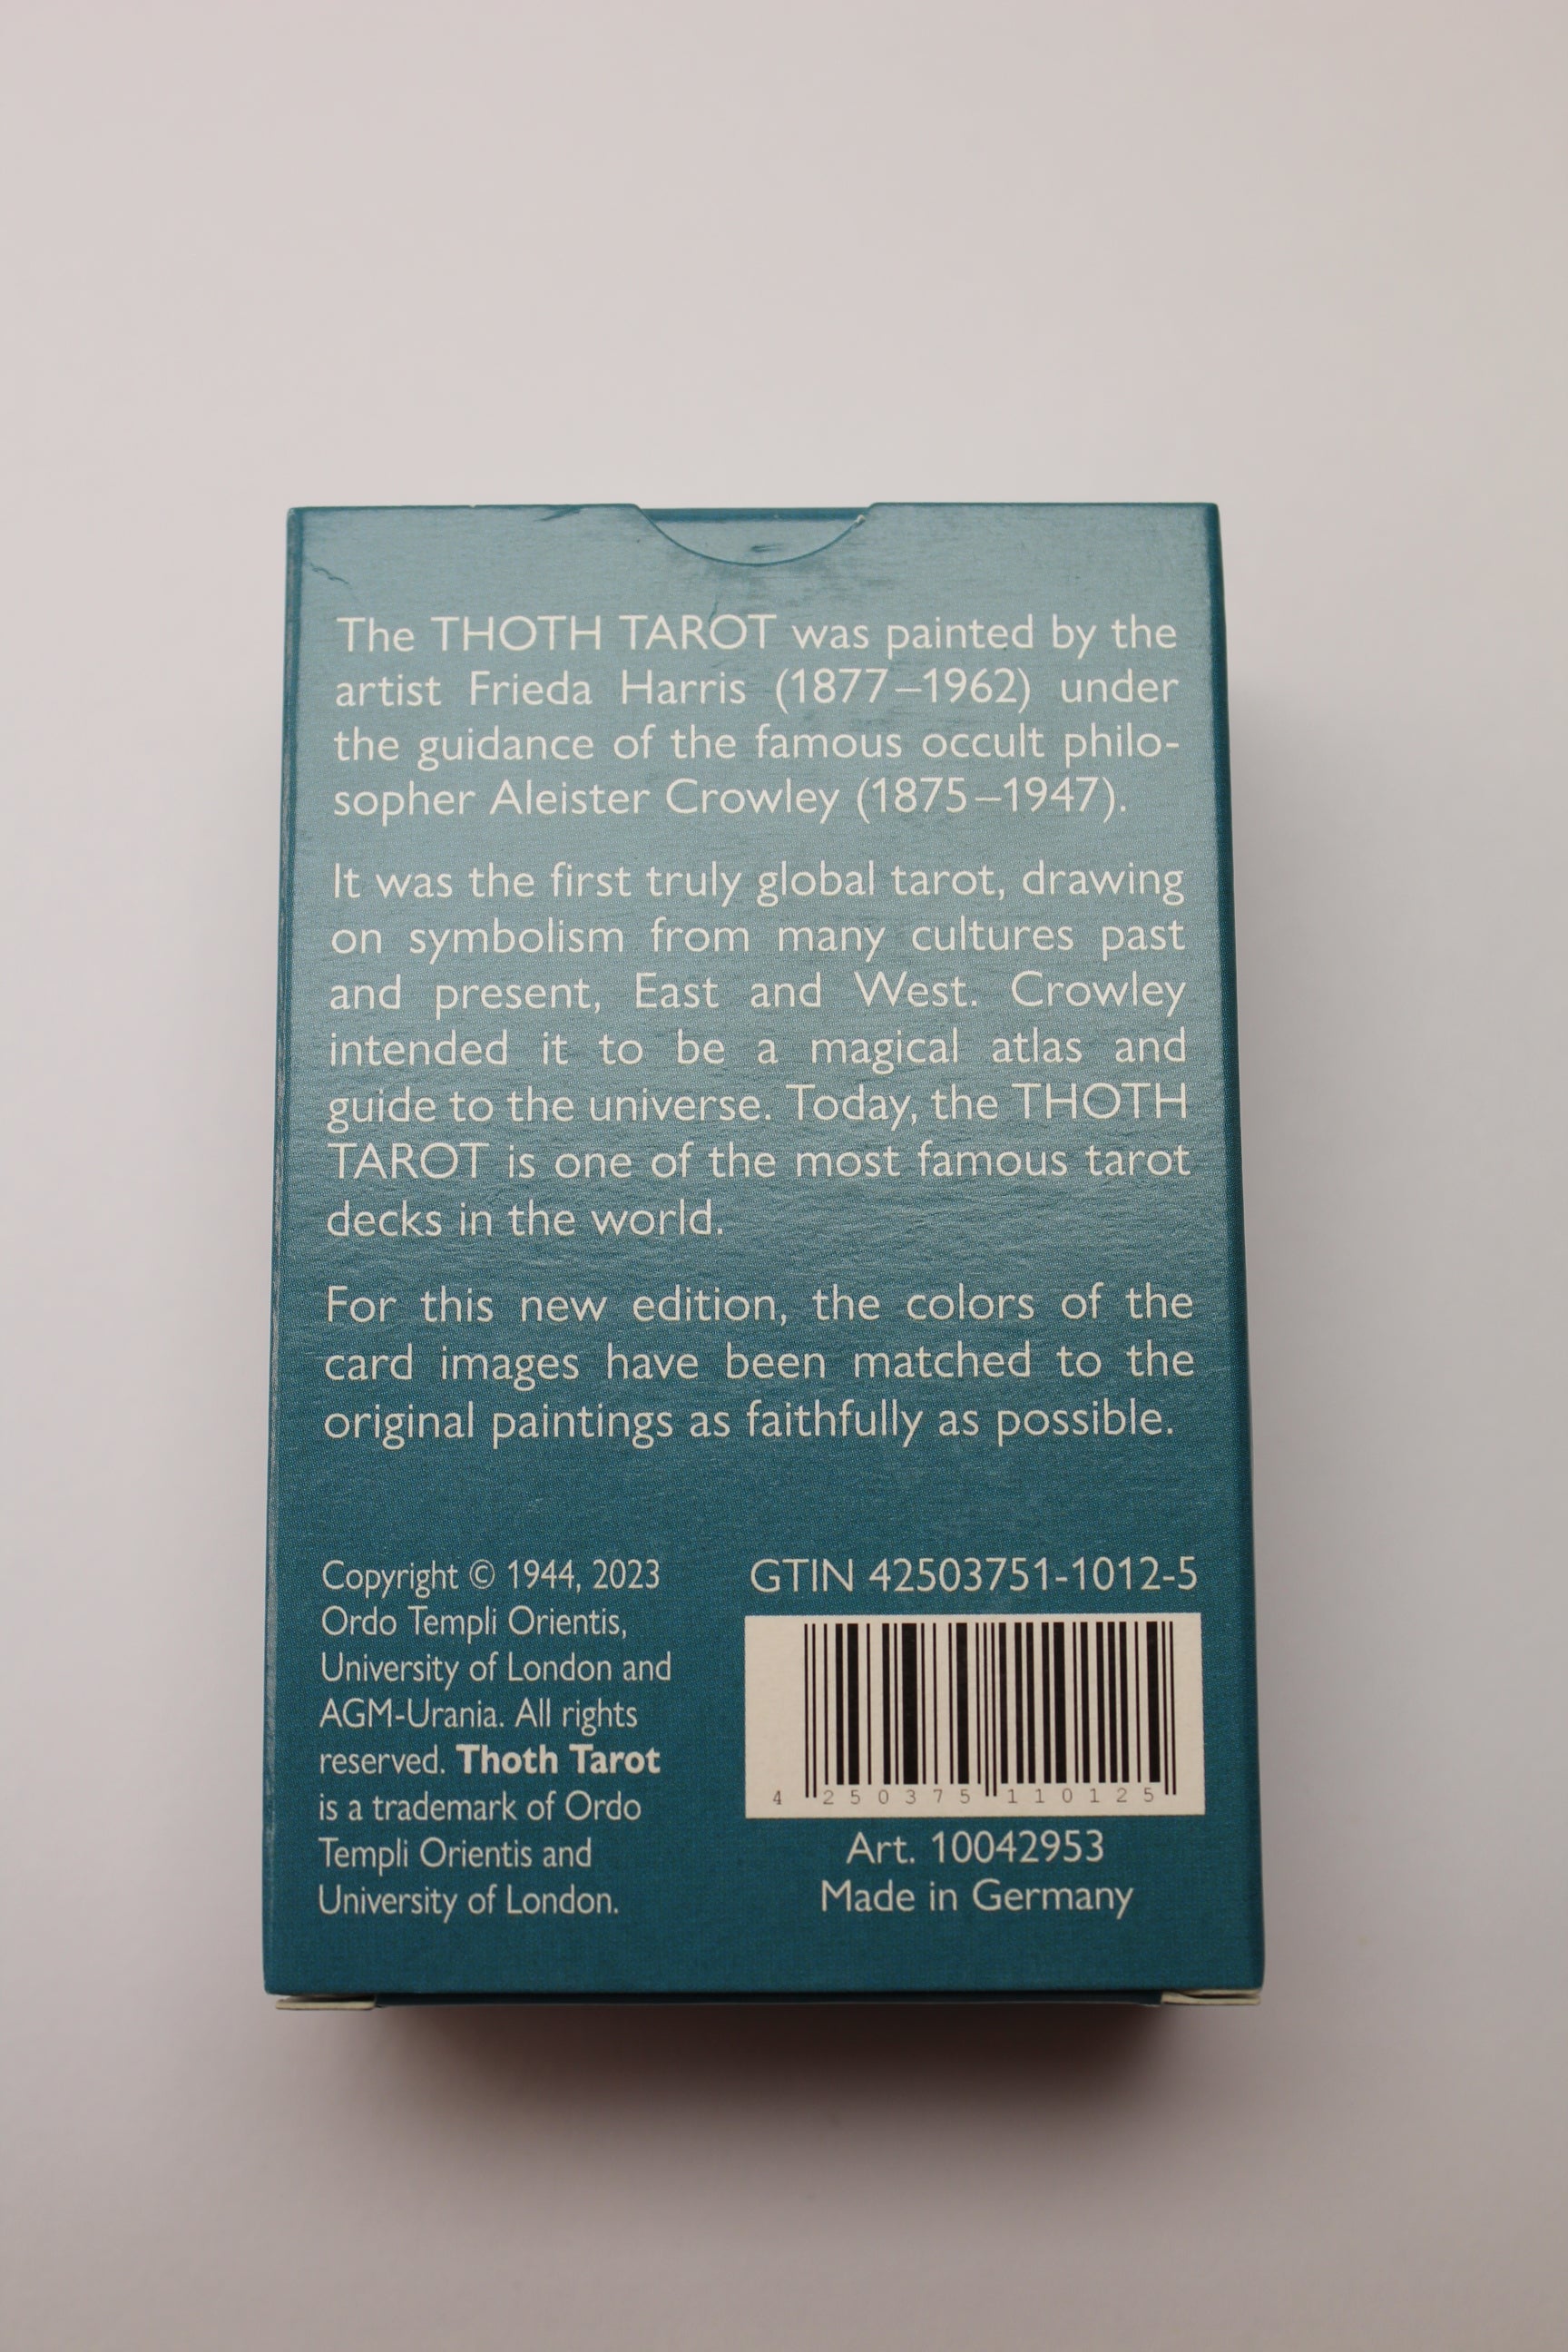 The THOTH TAROT was painted by the
artist Frieda Harris (1877–1962) under
the guidance of the famous occult philo-
sopher Aleister Crowley (1875–1947).
It was the first truly global tarot, drawing
on symbolism from many cultures past
and present, East and West. Crowley
intended it to be a magical atlas and
guide to the universe. Today, the THOTH
TAROT is one of the most famous tarot
decks in the world.
For this new edition, the colors of the
card images have been matched to the
original paintings as faithfully as possible.
Copyright © 1944, 2023
Ordo Templi Orientis,
University of London and
AGM-Urania. All rights
reserved. Thoth Tarot
is a trademark of Ordo
Templi Orientis and
University of London.
GTIN 42503751-1012-5
4 250375 110125
Art. 10042953
Made in Germany